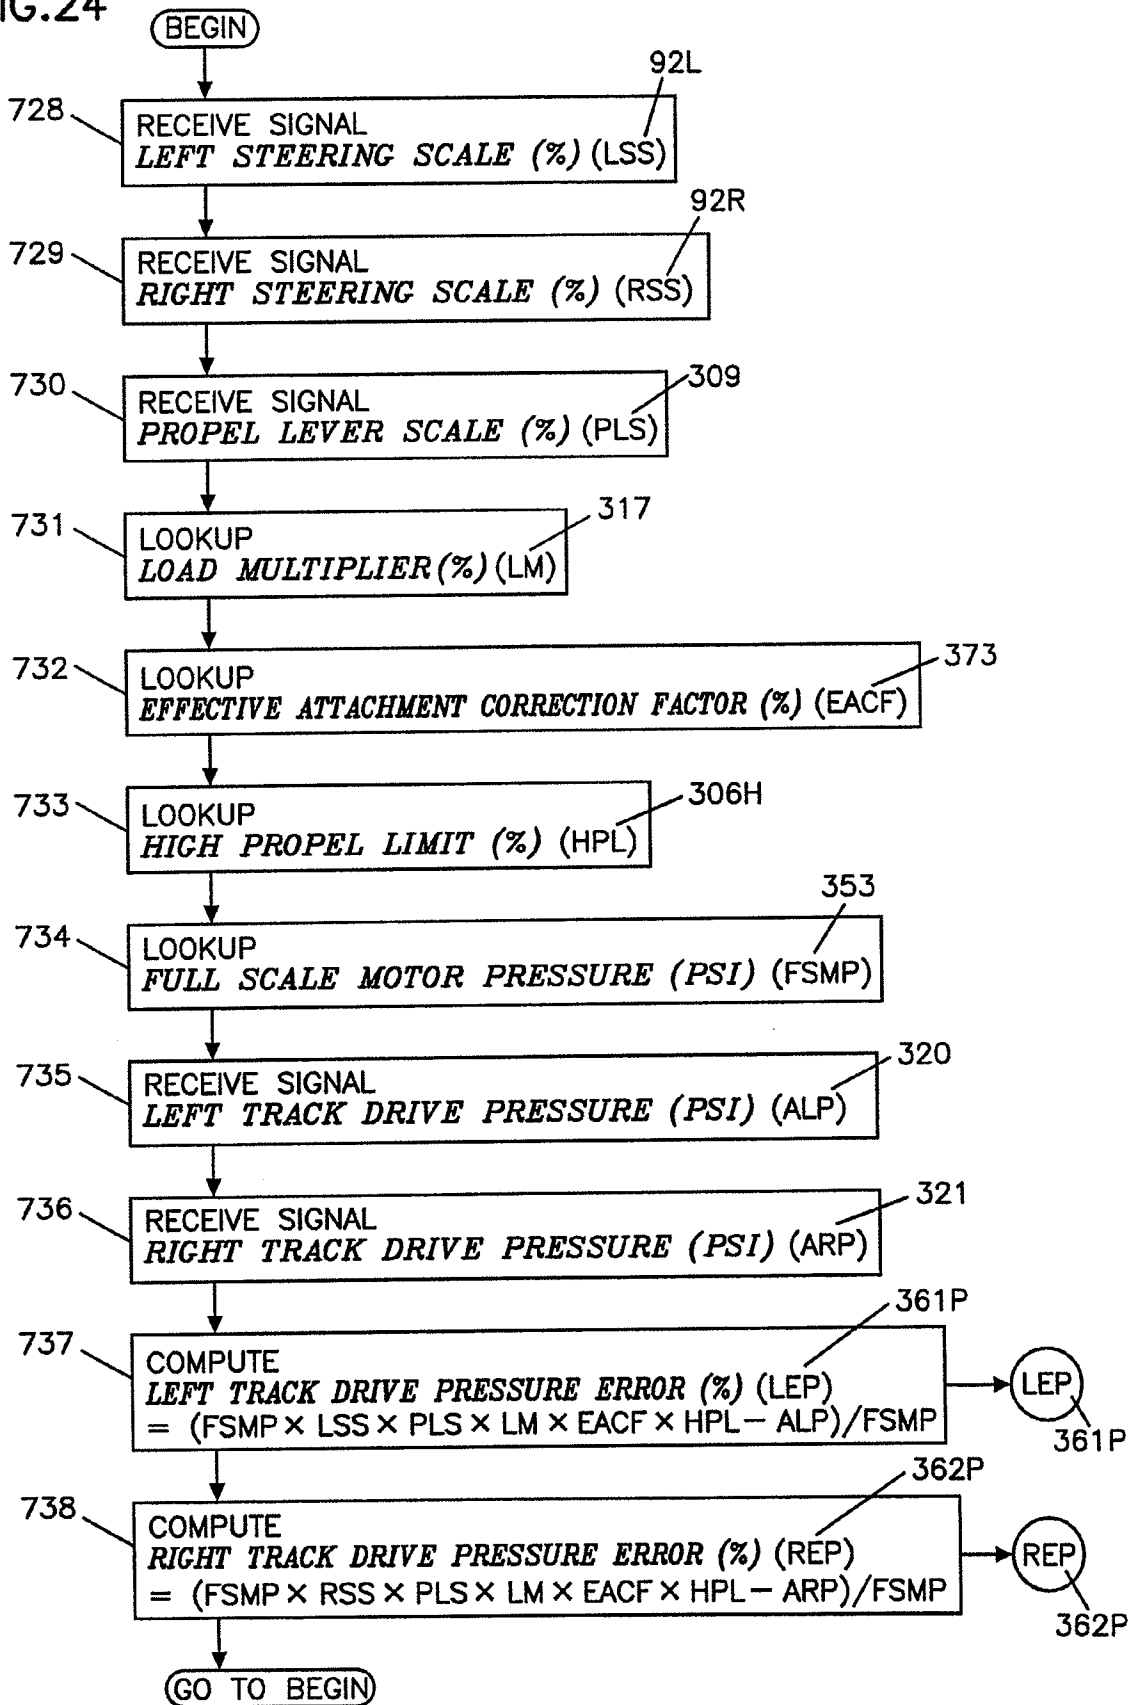 FIG.24
BEGIN
92L
728
RECEIVE SIGNAL
LEFT STEERING SCALE (%) (LSS)
92R
729
RECEIVE SIGNAL
RIGHT STEERING SCALE (%) (RSS)
309
730
RECEIVE SIGNAL
PROPEL LEVER SCALE (%) (PLS)
317
731
LOOKUP
LOAD MULTIPLIER (%) (LM)
373
732
LOOKUP
EFFECTIVE ATTACHMENT CORRECTION FACTOR (%) (EACF)
306H
733
LOOKUP
HIGH PROPEL LIMIT (%) (HPL)
353
734
LOOKUP
FULL SCALE MOTOR PRESSURE (PSI) (FSMP)
320
735
RECEIVE SIGNAL
LEFT TRACK DRIVE PRESSURE (PSI) (ALP)
321
736
RECEIVE SIGNAL
RIGHT TRACK DRIVE PRESSURE (PSI) (ARP)
361P
737
COMPUTE
LEFT TRACK DRIVE PRESSURE ERROR (%) (LEP)
= (FSMP × LSS × PLS × LM × EACF × HPL − ALP)/FSMP
LEP
361P
362P
738
COMPUTE
RIGHT TRACK DRIVE PRESSURE ERROR (%) (REP)
= (FSMP × RSS × PLS × LM × EACF × HPL − ARP)/FSMP
REP
362P
GO TO BEGIN